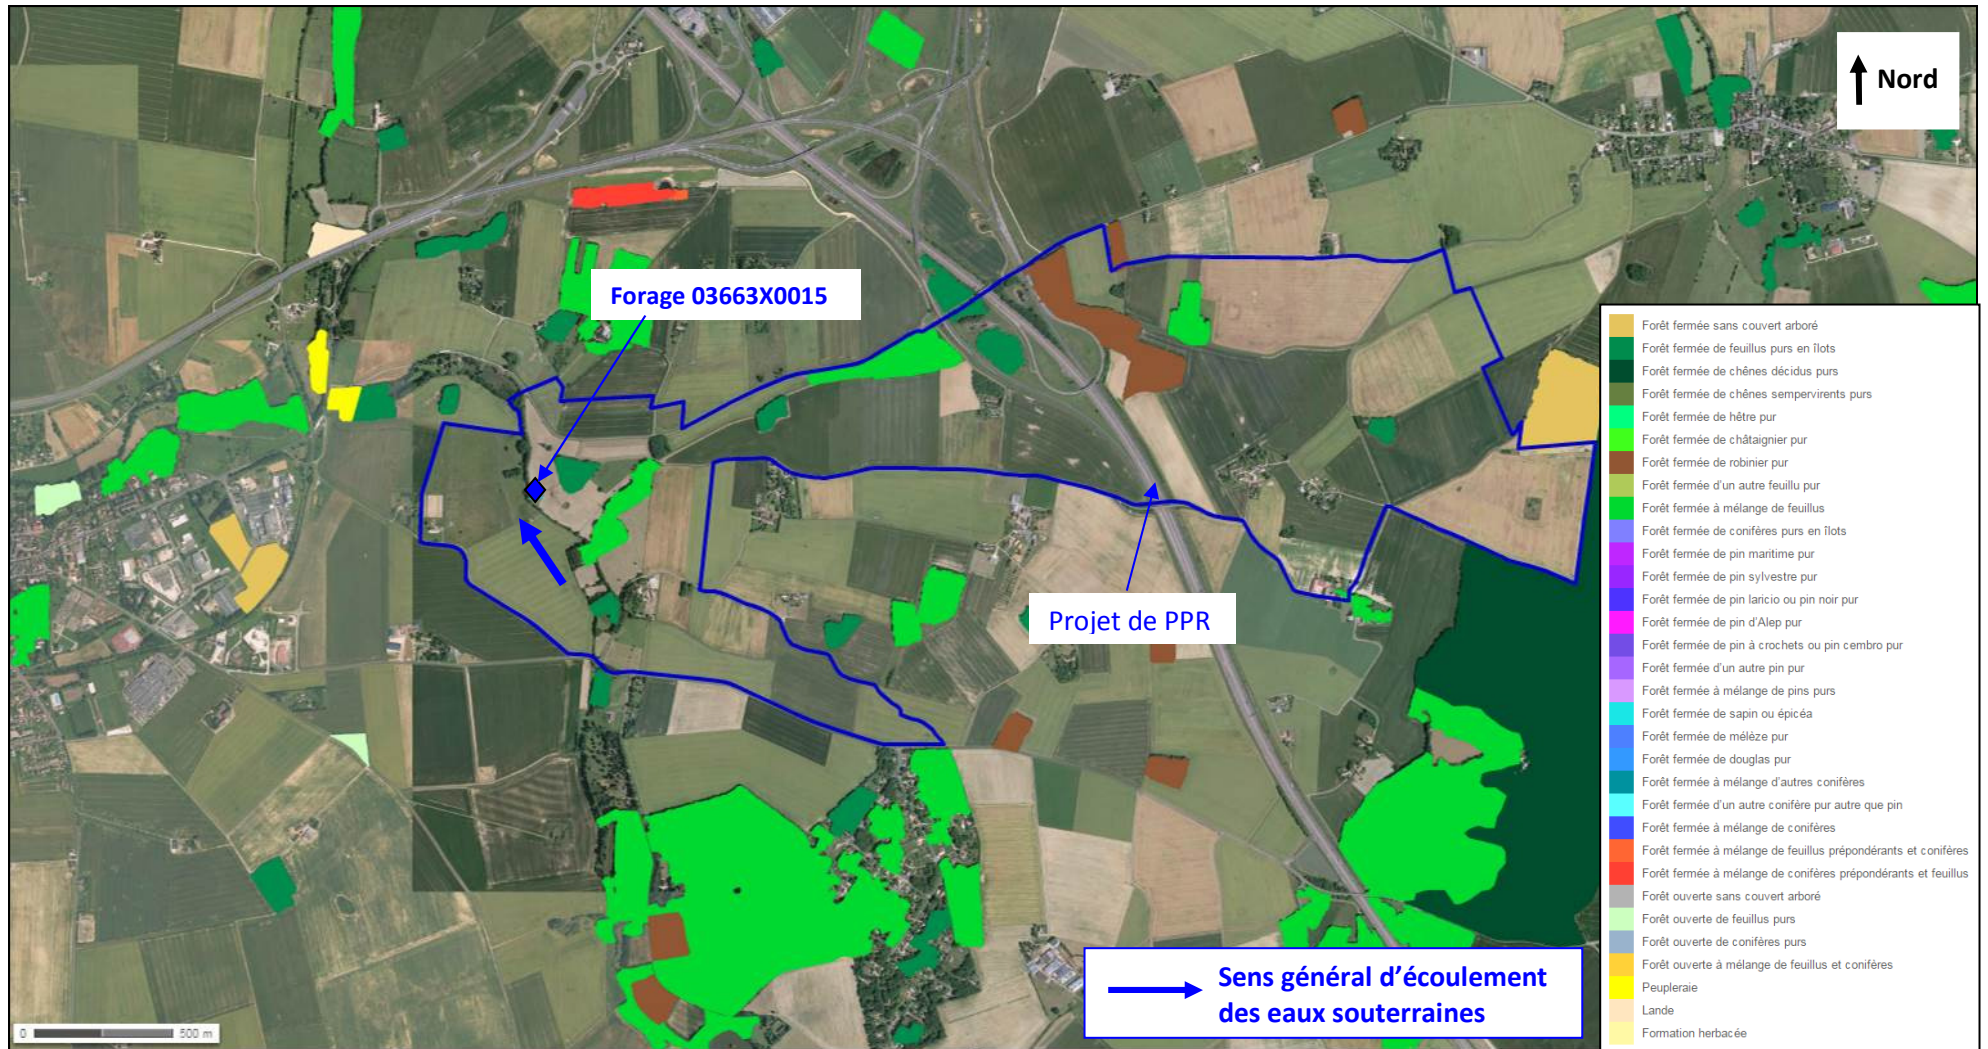 Nord
Forage 03663X0015
Projet de PPR
Forêt fermée sans couvert arboré
Forêt fermée de feuillus purs en îlots
Forêt fermée de chênes décidus purs
Forêt fermée de chênes sempervirents purs
Forêt fermée de hêtre pur
Forêt fermée de châtaignier pur
Forêt fermée de robinier pur
Forêt fermée d'un autre feuillu pur
Forêt fermée à mélange de feuillus
Forêt fermée de conifères purs en îlots
Forêt fermée de pin maritime pur
Forêt fermée de pin sylvestre pur
Forêt fermée de pin laricio ou pin noir pur
Forêt fermée de pin d'Alep pur
Forêt fermée de pin à crochets ou pin cembro pur
Forêt fermée d'un autre pin pur
Forêt fermée à mélange de pins purs
Forêt fermée de sapin ou épicéa
Forêt fermée de mélèze pur
Forêt fermée de douglas pur
Forêt fermée à mélange d'autres conifères
Forêt fermée d'un autre conifère pur autre que pin
Forêt fermée à mélange de conifères
Forêt fermée à mélange de feuillus prépondérants et conifères
Forêt fermée à mélange de conifères prépondérants et feuillus
Forêt ouverte sans couvert arboré
Forêt ouverte de feuillus purs
Forêt ouverte de conifères purs
Forêt ouverte à mélange de feuillus et conifères
Peupleraie
Lande
Formation herbacée
Sens général d'écoulement
des eaux souterraines
0 500 m